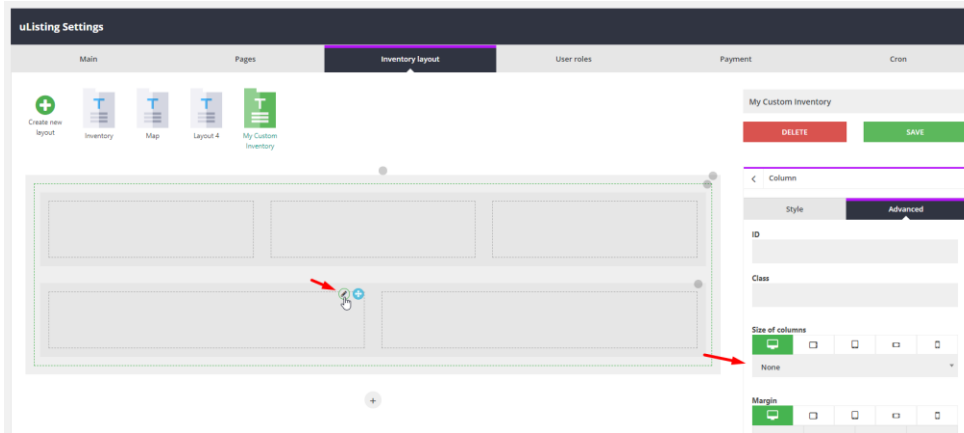 uListing Settings
Main
Pages
Inventory layout
User roles
Payment
Cron
Create new
layout
Inventory
Map
Layout 4
My Custom
Inventory
My Custom Inventory
DELETE
SAVE
Column
Style
Advanced
ID
Class
Size of columns
None
Margin